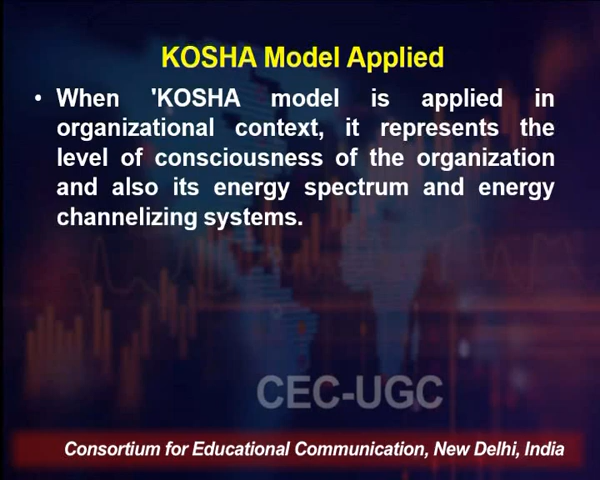 KOSHA Model Applied
• When 'KOSHA model is applied in
organizational context, it represents the
level of consciousness of the organization
and also its energy spectrum and energy
channelizing systems.
CEC-UGC
Consortium for Educational Communication, New Delhi, India